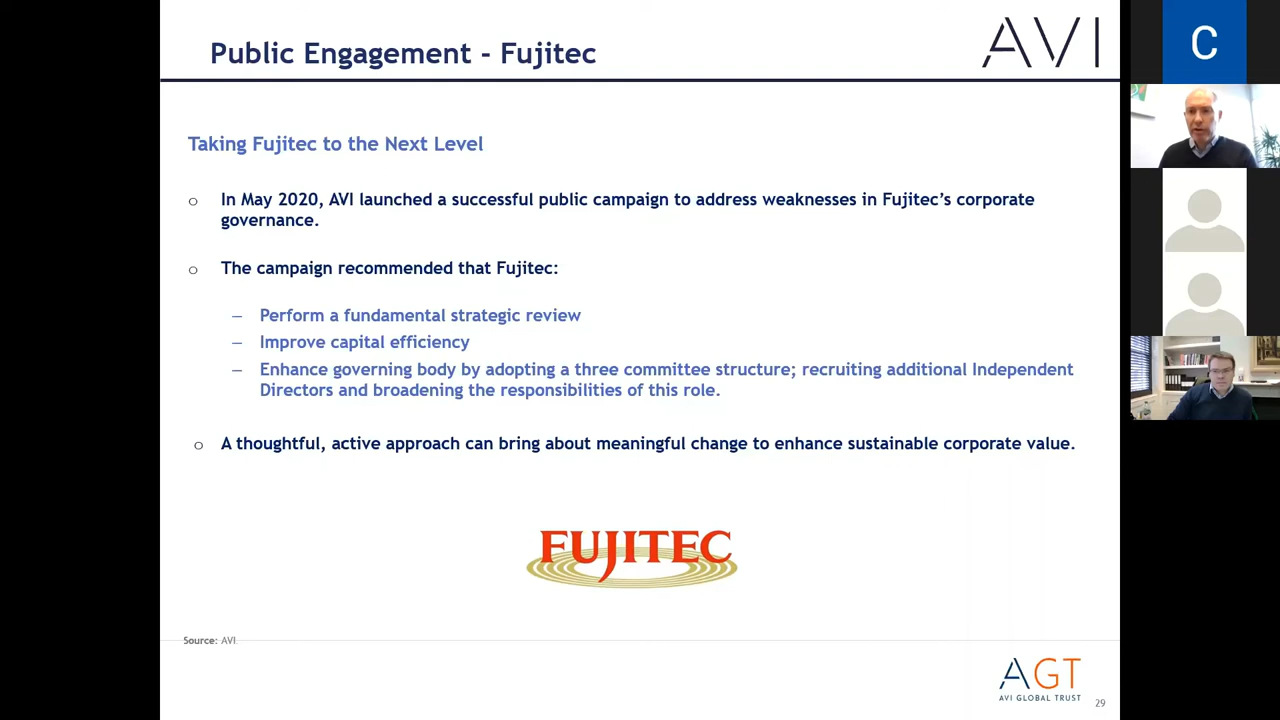 Public Engagement - Fujitec
AVI
C
Taking Fujitec to the Next Level
o In May 2020, AVI launched a successful public campaign to address weaknesses in Fujitec’s corporate
governance.
o The campaign recommended that Fujitec:
– Perform a fundamental strategic review
– Improve capital efficiency
– Enhance governing body by adopting a three committee structure; recruiting additional Independent
Directors and broadening the responsibilities of this role.
o A thoughtful, active approach can bring about meaningful change to enhance sustainable corporate value.
FUJITEC
Source: AVI
AGT
AVI GLOBAL TRUST
29